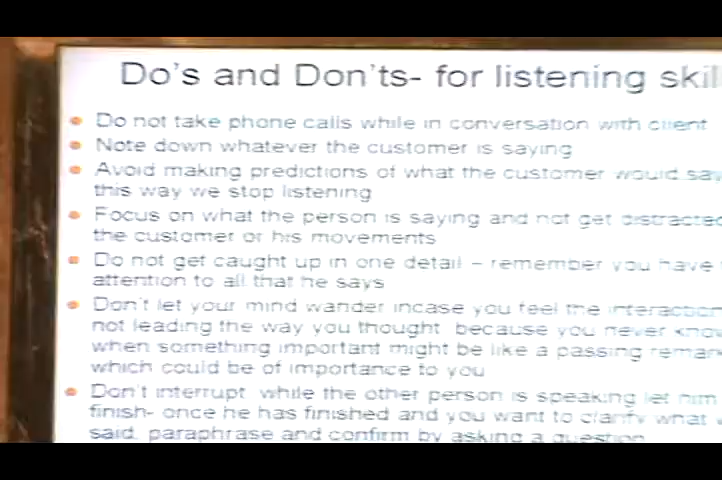 Do's and Don'ts- for listening skil
Do not take phone calls while in conversation with client
Note down whatever the customer is saying
Avoid making predictions of what the customer would say
this way we stop listening
Focus on what the person is saying and not get distracted
the customer or his movements
Do not get caught up in one detail – remember you have
attention to all that he says
Don't let your mind wander incase you feel the interaction
not leading the way you thought because you never know
when something important might be like a passing remark
which could be of importance to you
Don't interrupt while the other person is speaking let him
finish- once he has finished and you want to clarify what
said, paraphrase and confirm by asking a question